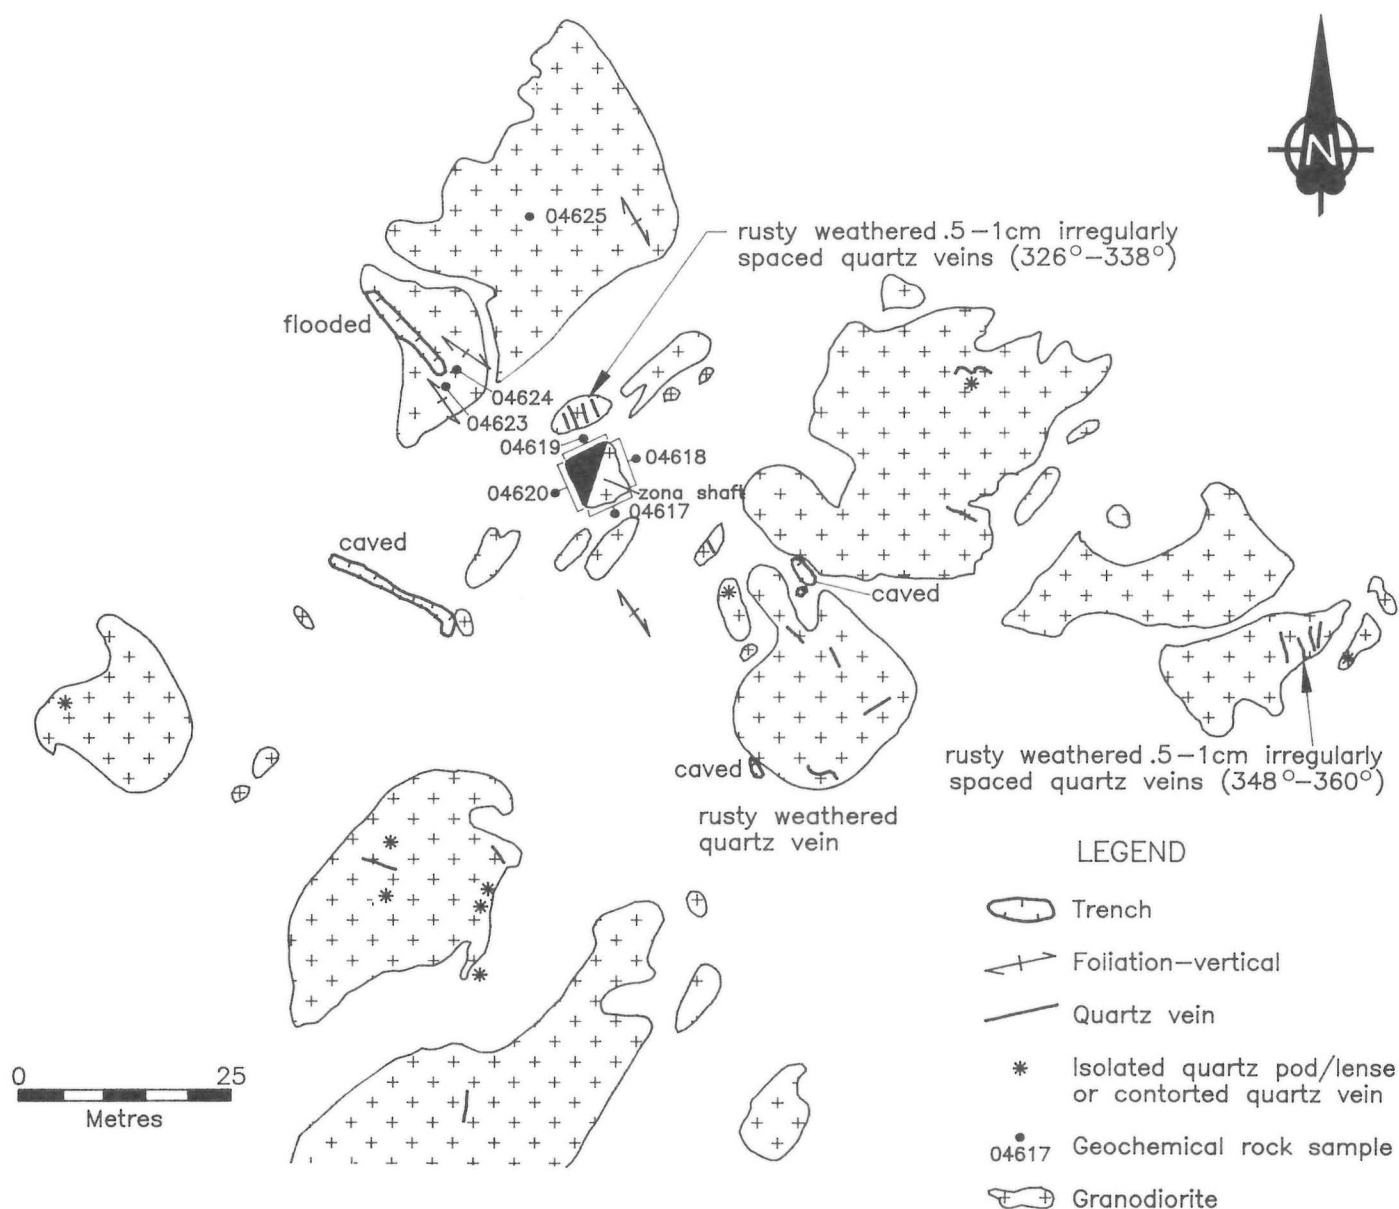 N
04625
rusty weathered .5-1cm irregularly
spaced quartz veins (326°-338°)
flooded
04624
04623
04619
04618
04620
zona shaft
04617
caved
caved
rusty weathered .5-1cm irregularly
spaced quartz veins (348°-360°)
caved
rusty weathered
quartz vein
LEGEND
Trench
Foliation-vertical
Quartz vein
Isolated quartz pod/lense
or contorted quartz vein
04617 Geochemical rock sample
Granodiorite
0 25
Metres